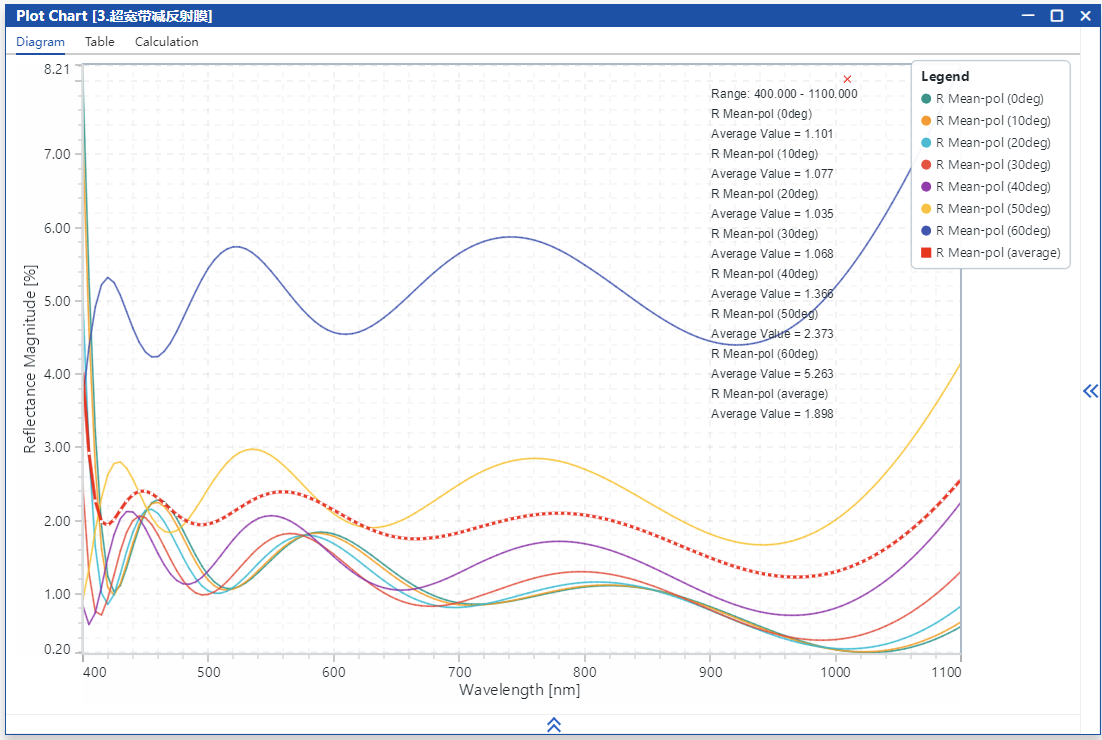 Plot Chart [3.超宽带减反射膜]
Diagram Table Calculation
8.21
7.00
6.00
5.00
4.00
3.00
2.00
1.00
0.20
Reflectance Magnitude [%]
400 500 600 700 800 900 1000 1100
Wavelength [nm]
Range: 400.000 - 1100.000
R Mean-pol (0deg)
Average Value = 1.101
R Mean-pol (10deg)
Average Value = 1.077
R Mean-pol (20deg)
Average Value = 1.035
R Mean-pol (30deg)
Average Value = 1.068
R Mean-pol (40deg)
Average Value = 1.366
R Mean-pol (50deg)
Average Value = 2.373
R Mean-pol (60deg)
Average Value = 5.263
R Mean-pol (average)
Average Value = 1.898
Legend
R Mean-pol (0deg)
R Mean-pol (10deg)
R Mean-pol (20deg)
R Mean-pol (30deg)
R Mean-pol (40deg)
R Mean-pol (50deg)
R Mean-pol (60deg)
R Mean-pol (average)